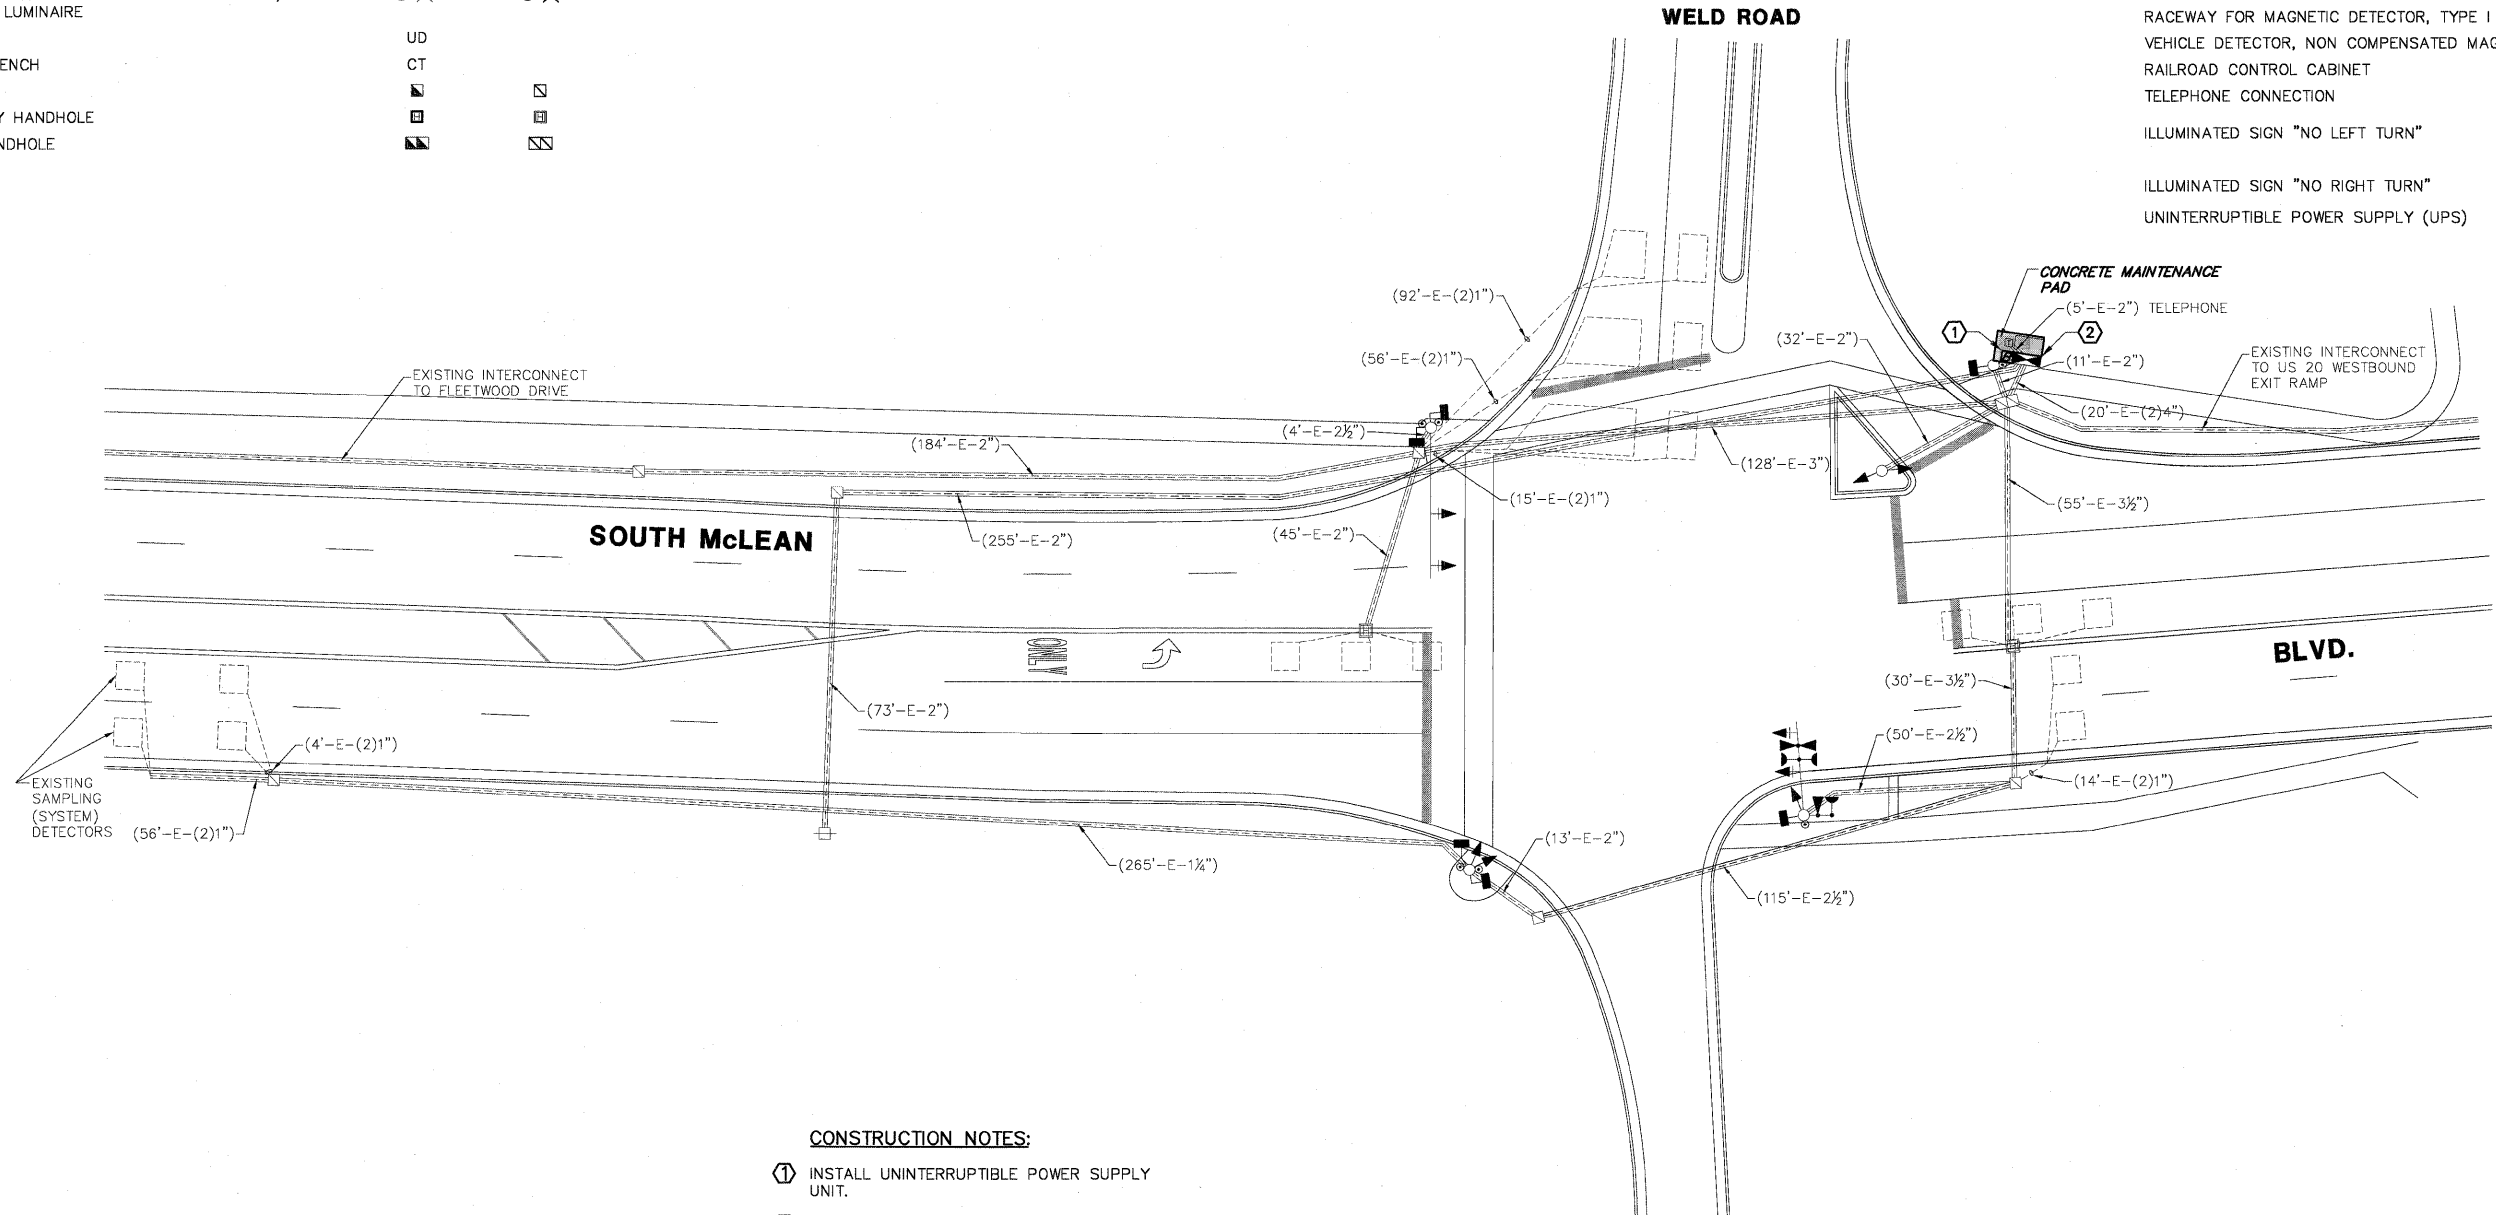 LUMINAIRE
UD
ENCH
CT
Y HANDHOLE
H
H
NDHOLE
WELD ROAD
RACEWAY FOR MAGNETIC DETECTOR, TYPE I
VEHICLE DETECTOR, NON COMPENSATED MAG
RAILROAD CONTROL CABINET
TELEPHONE CONNECTION
ILLUMINATED SIGN "NO LEFT TURN"
ILLUMINATED SIGN "NO RIGHT TURN"
UNINTERRUPTIBLE POWER SUPPLY (UPS)
CONCRETE MAINTENANCE
PAD
(5'-E-2") TELEPHONE
(92'-E-(2)1")
(56'-E-(2)1")
(32'-E-2")
1
2
(11'-E-2")
EXISTING INTERCONNECT
TO US 20 WESTBOUND
EXIT RAMP
EXISTING INTERCONNECT
TO FLEETWOOD DRIVE
(20'-E-(2)4")
(4'-E-2½")
(184'-E-2")
(128'-E-3")
(15'-E-(2)1")
(55'-E-3½")
SOUTH McLEAN
(255'-E-2")
(45'-E-2")
ONLY
BLVD.
(30'-E-3½")
(73'-E-2")
(50'-E-2½")
(4'-E-(2)1")
(14'-E-(2)1")
EXISTING
SAMPLING
(SYSTEM)
DETECTORS
(56'-E-(2)1")
(265'-E-1¼")
(13'-E-2")
(115'-E-2½")
CONSTRUCTION NOTES:
1 INSTALL UNINTERRUPTIBLE POWER SUPPLY
UNIT.